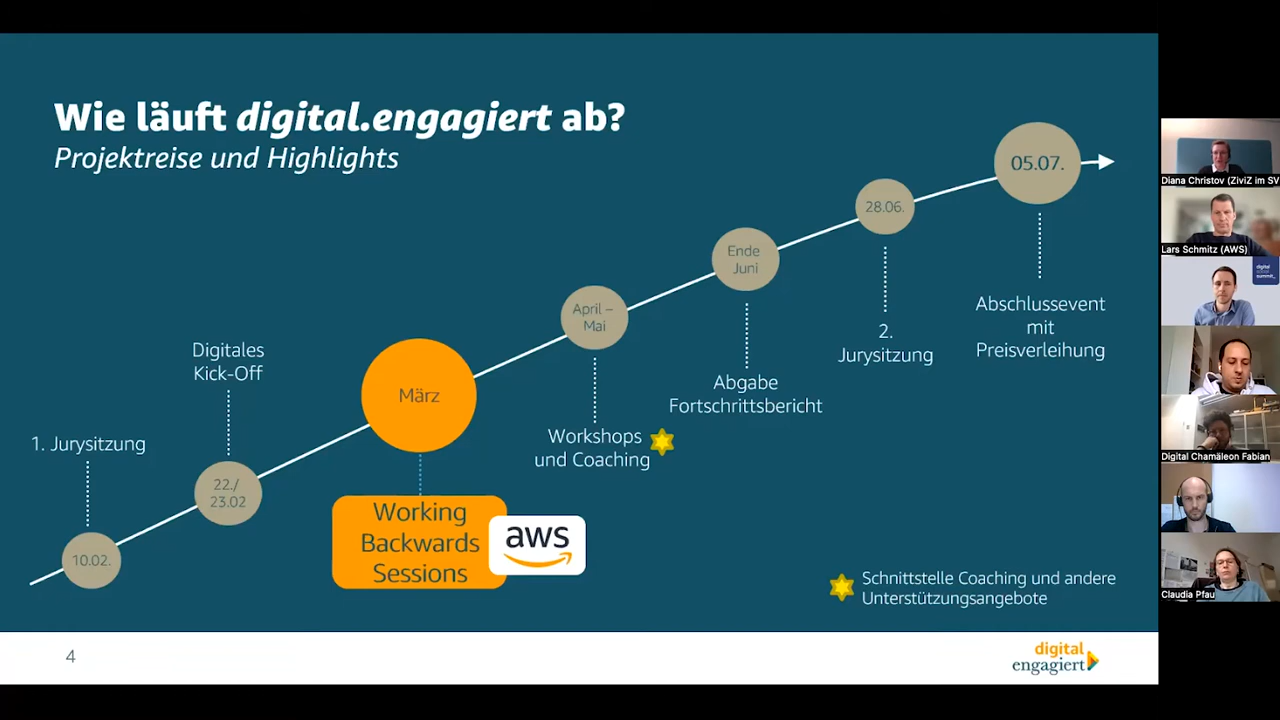 Wie läuft digital.engagiert ab?
Projektreise und Highlights
1. Jurysitzung
10.02.
Digitales
Kick-Off
22./
23.02
März
Working
Backwards
Sessions
aws
April –
Mai
Workshops
und Coaching
Ende
Juni
Abgabe
Fortschrittsbericht
28.06.
2.
Jurysitzung
05.07.
Abschlussevent
mit
Preisverleihung
Schnittstelle Coaching und andere
Unterstützungsangebote
4
digital
engagiert
Diana Christov (ZiviZ im SV
Lars Schmitz (AWS)
digital
social
summit_
Digital Chamäleon Fabian
Claudia Pfau